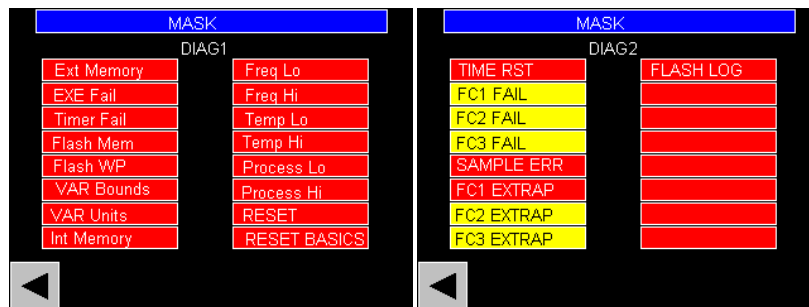 MASK
DIAG1
Ext Memory
EXE Fail
Timer Fail
Flash Mem
Flash WP
VAR Bounds
VAR Units
Int Memory
Freq Lo
Freq Hi
Temp Lo
Temp Hi
Process Lo
Process Hi
RESET
RESET BASICS
MASK
DIAG2
TIME RST
FC1 FAIL
FC2 FAIL
FC3 FAIL
SAMPLE ERR
FC1 EXTRAP
FC2 EXTRAP
FC3 EXTRAP
FLASH LOG